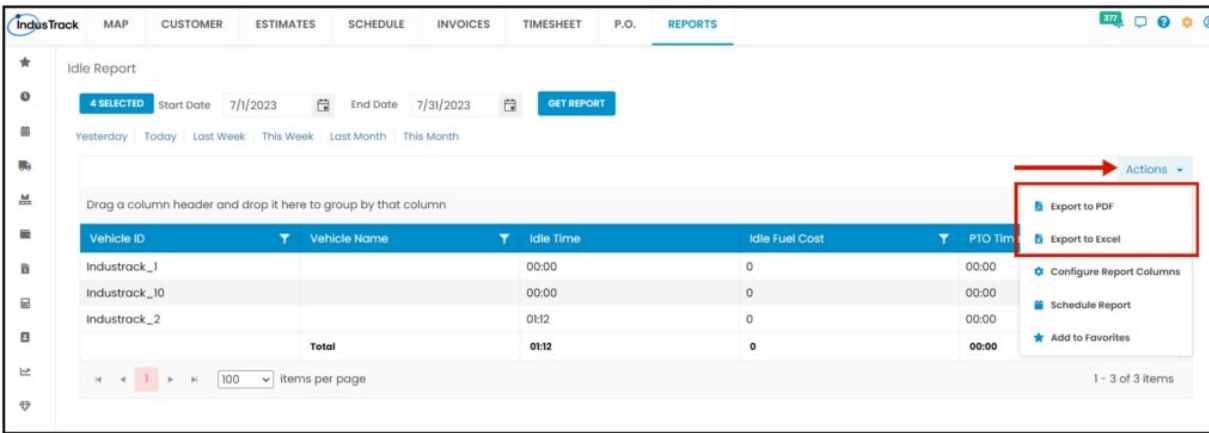 IndusTrack MAP CUSTOMER ESTIMATES SCHEDULE INVOICES TIMESHEET P.O. REPORTS 377
Idle Report
4 SELECTED Start Date 7/1/2023 End Date 7/31/2023 GET REPORT
Yesterday Today Last Week This Week Last Month This Month
Actions
Drag a column header and drop it here to group by that column
Export to PDF
Export to Excel
Configure Report Columns
Schedule Report
Add to Favorites
Vehicle ID Vehicle Name Idle Time Idle Fuel Cost PTO Tim
Industrack_1 00:00 0 00:00
Industrack_10 00:00 0 00:00
Industrack_2 01:12 0 00:00
Total 01:12 0 00:00
1 100 items per page 1 - 3 of 3 items